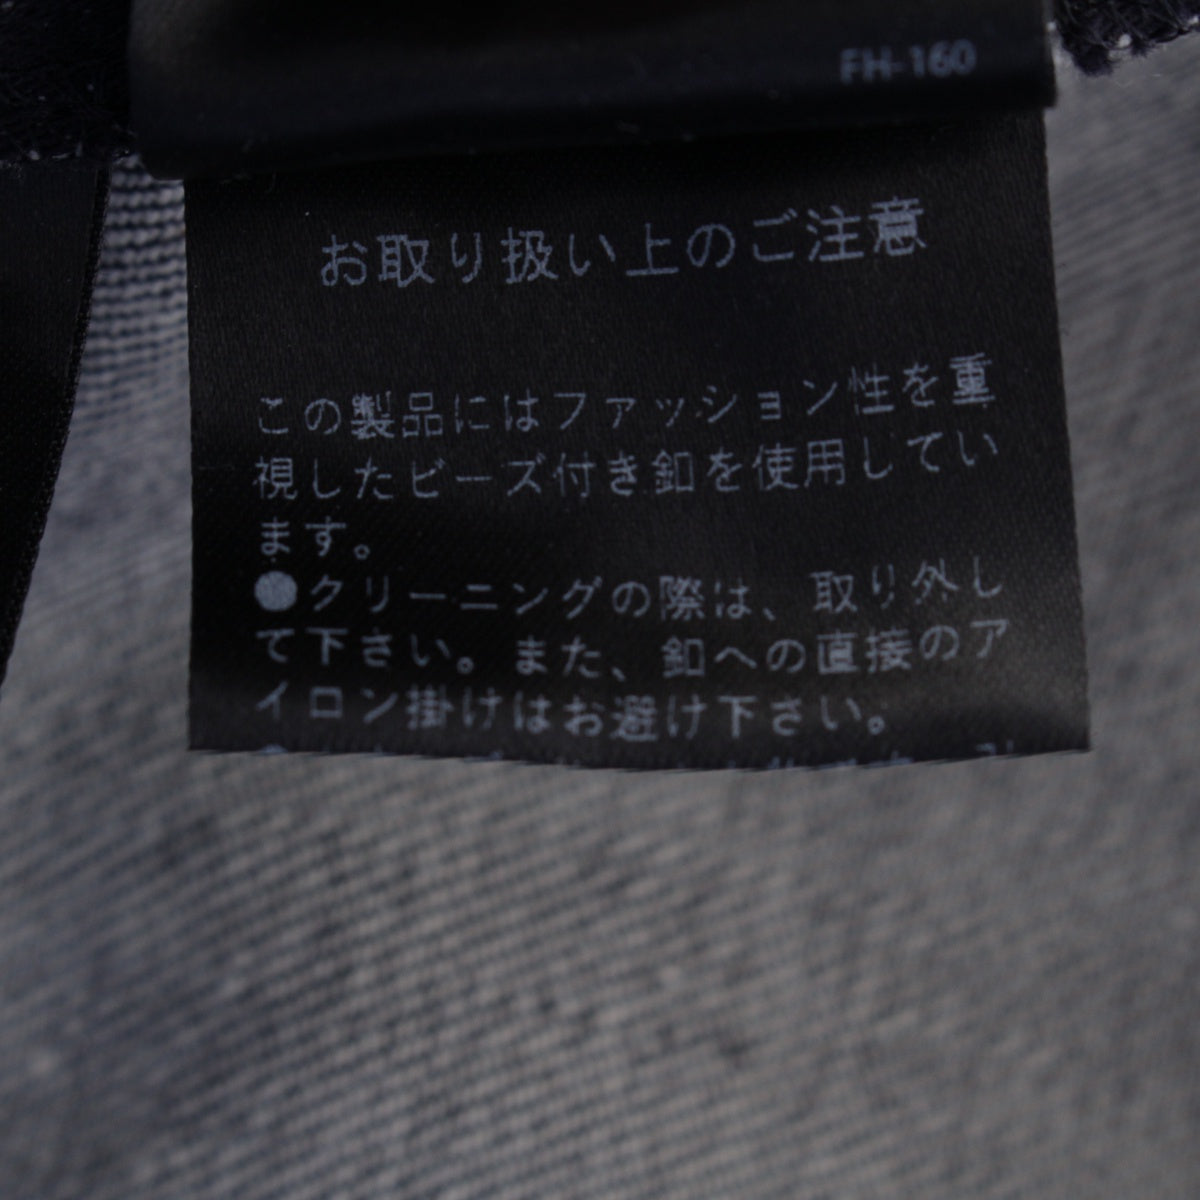 FH-160
お取り扱い上のご注意
この製品にはファッション性を重
視したビーズ付き釦を使用してい
ます。
●クリーニングの際は、取り外し
て下さい。また、釦への直接のア
イロン掛けはお避け下さい。